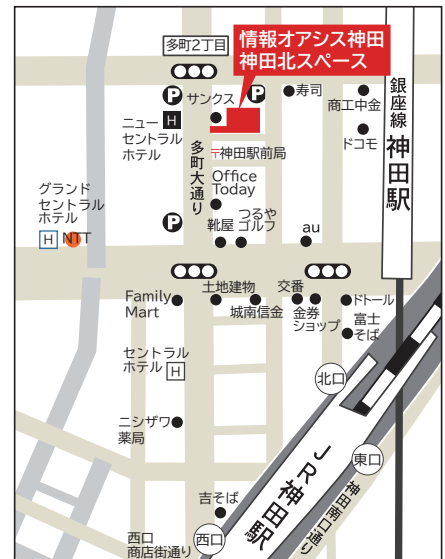 多町2丁目
情報オアシス神田
神田北スペース
P
サンクス
P
寿司
商工中金
銀座線 神田駅
ニュー
セントラル
ホテル
H
多町大通り
〒神田駅前局
ドコモ
Office
Today
グランド
セントラル
ホテル
H
NTT
P
靴屋
つるや
ゴルフ
au
Family
Mart
土地建物
城南信金
交番
金券
ショップ
ドトール
富士
そば
セントラル
ホテル
H
北口
ニシザワ
薬局
JR神田駅
東口
神田南口通り
吉そば
西口
商店街通り
西口